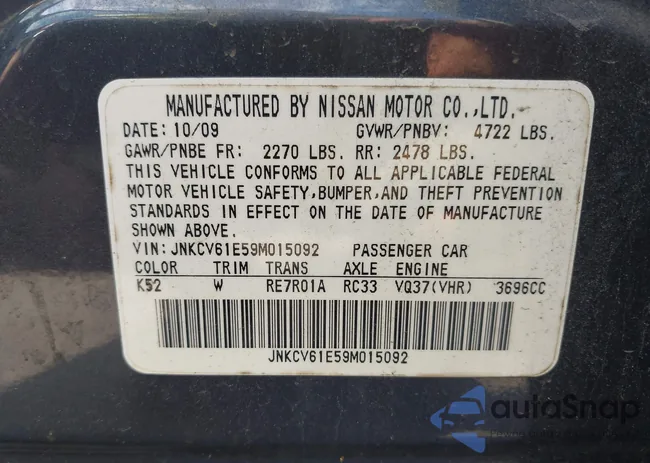 MANUFACTURED BY NISSAN MOTOR CO.,LTD.
DATE: 10/09 GVWR/PNBV: 4722 LBS.
GAWR/PNBE FR: 2270 LBS. RR: 2478 LBS.
THIS VEHICLE CONFORMS TO ALL APPLICABLE FEDERAL
MOTOR VEHICLE SAFETY,BUMPER,AND THEFT PREVENTION
STANDARDS IN EFFECT ON THE DATE OF MANUFACTURE
SHOWN ABOVE.
VIN: JNKCV61E59M015092 PASSENGER CAR
COLOR TRIM TRANS AXLE ENGINE
K52 W RE7R01A RC33 VQ37(VHR) 3696CC
JNKCV61E59M015092
autoSnap